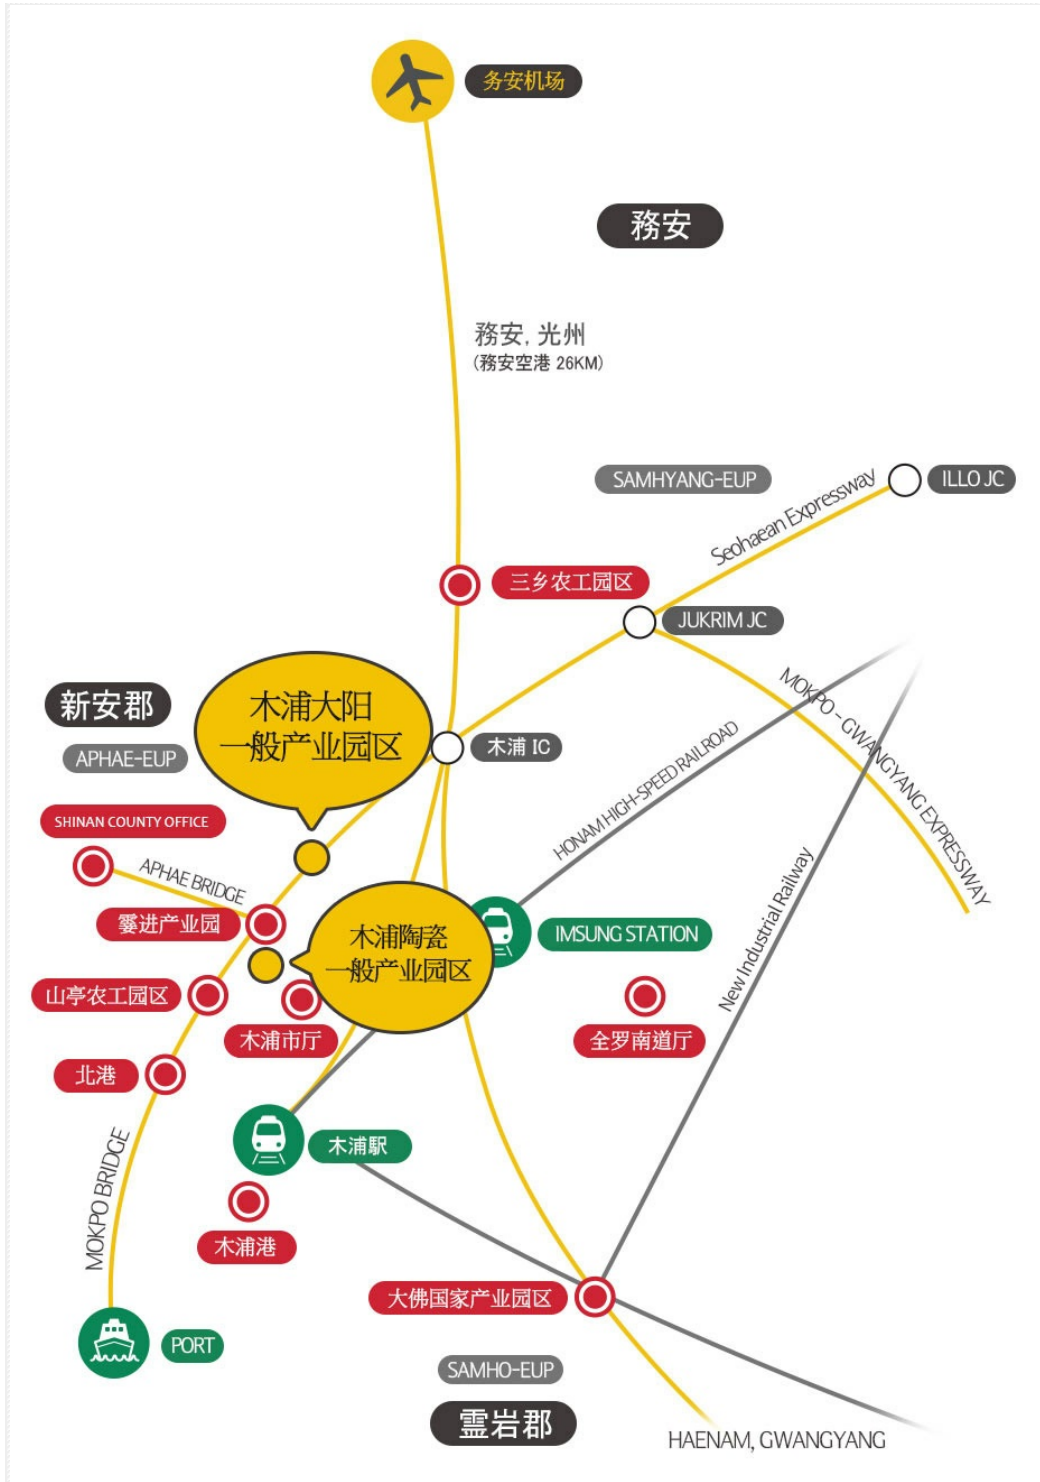 务安机场
務安
務安, 光州
(務安空港 26KM)
SAMHYANG-EUP
ILLO JC
Seohaean Expressway
三乡农工园区
JUKRIM JC
新安郡
木浦大阳
一般产业园区
木浦 IC
APHAE-EUP
MOKPO - GWANGYANG EXPRESSWAY
HONAM HIGH-SPEED RAILROAD
SHINAN COUNTY OFFICE
APHAE BRIDGE
New Industrial Railway
进产业园
木浦陶瓷
一般产业园区
IMSUNG STATION
山亭农工园区
木浦市厅
全罗南道厅
北港
MOKPO BRIDGE
木浦駅
木浦港
大佛国家产业园区
PORT
SAMHO-EUP
霊岩郡
HAENAM, GWANGYANG